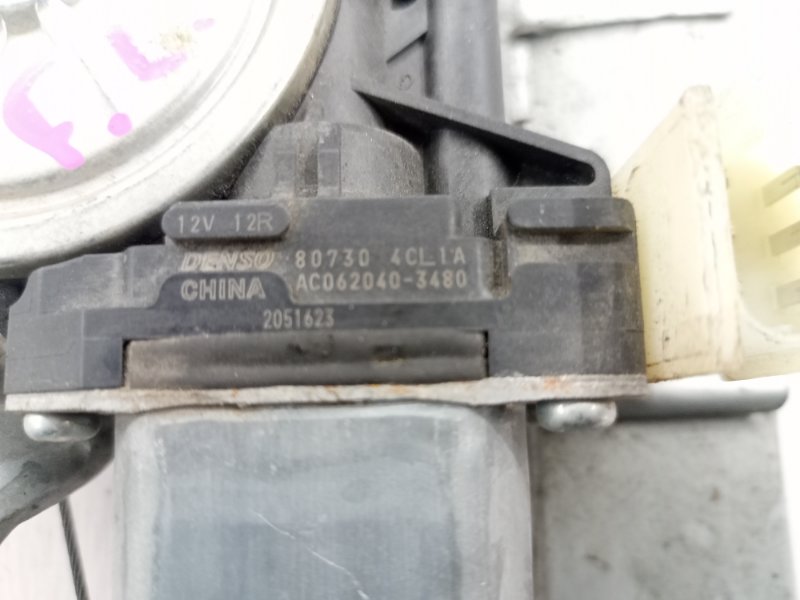 F.L
12V 12R
DENSO 80730 4CL1A
CHINA AC062040-3480
2051623